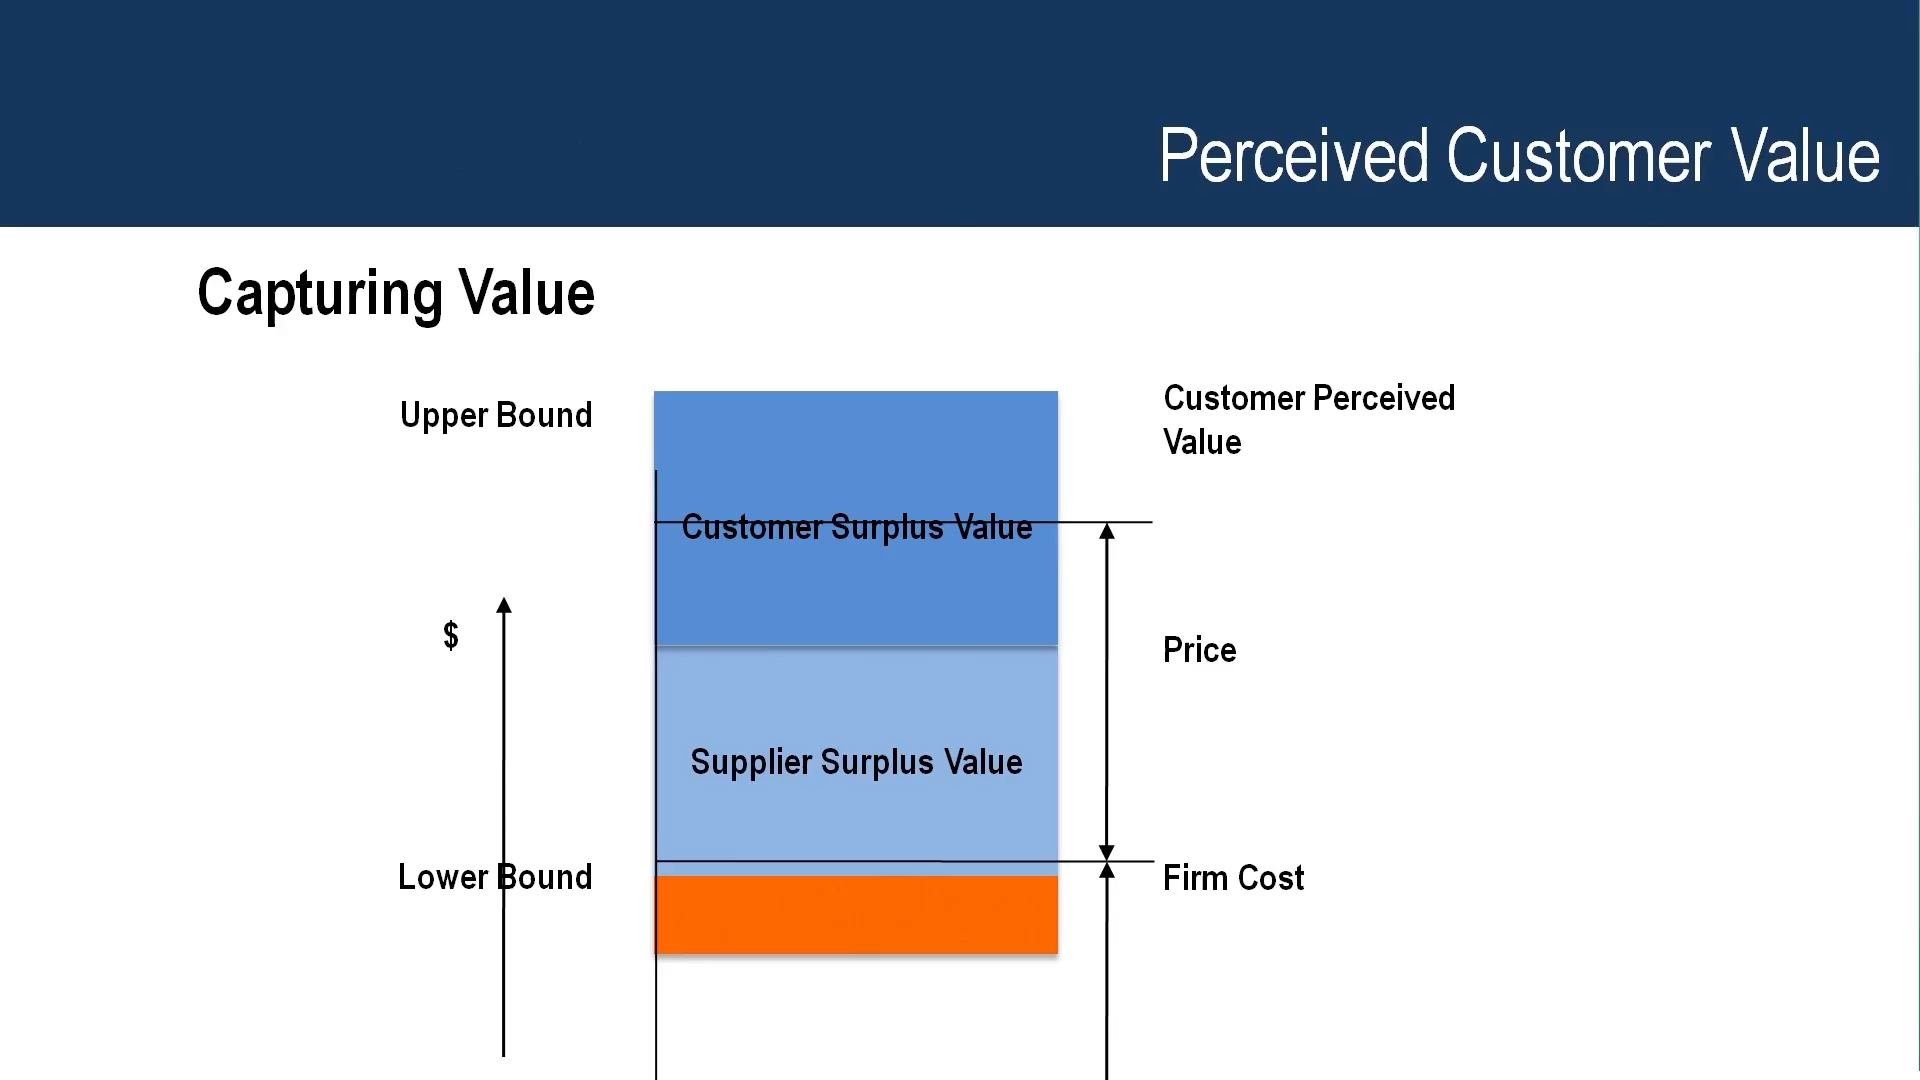 Perceived Customer Value
Capturing Value
Upper Bound
Customer Perceived
Value
Customer Surplus Value
$
Price
Supplier Surplus Value
Lower Bound
Firm Cost